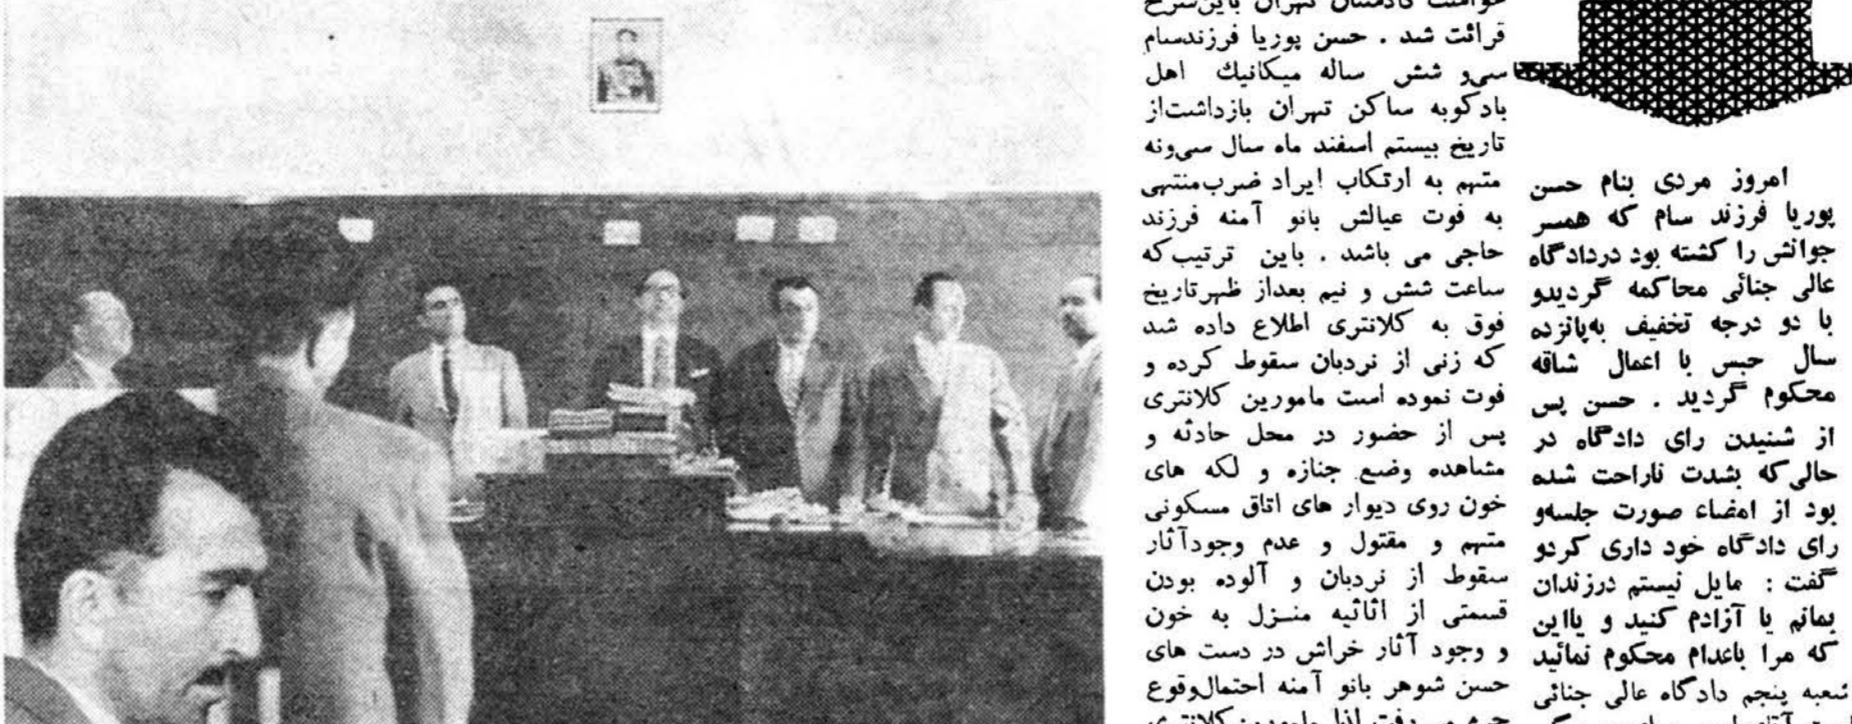 امروز مردی بنام حسن
پوریا فرزند سام که همسر
جوانش را کشته بود دردادگاه
عالی جنائی محاکمه گردیدو
با دو درجه تخفیف به‌پانزده
سال حبس با اعمال شاقه
محکوم گردید . حسن پس
از شنیدن رای دادگاه در
حالی‌که بشدت ناراحت شده
بود از امضاء صورت جلسه‌و
رای دادگاه خود داری کردو
گفت : مایل نیستم درزندان
بمانم یا آزادم کنید و یااین
که مرا باعدام محکوم نمائید
شعبه پنجم دادگاه عالی جنائی
قرائت شد . حسن پوریا فرزندسام
سی‌و شش ساله میکانیك اهل
بادکوبه ساکن تهران بازداشت‌از
تاریخ بیستم اسفند ماه سال سی‌ونه
متهم به ارتکاب ایراد ضرب‌منتهی
به فوت عیالش بانو آمنه فرزند
حاجی می باشد . باین ترتیب‌که
ساعت شش و نیم بعداز ظهرتاریخ
فوق به کلانتری اطلاع داده شد
که زنی از نردبان سقوط کرده و
فوت نموده است مامورین کلانتری
پس از حضور در محل حادثه و
مشاهده وضع جنازه و لکه های
خون روی دیوار های اتاق مسکونی
متهم و مقتول و عدم وجودآثار
سقوط از نردبان و آلوده بودن
قسمتی از اثاثیه منزل به خون
و وجود آثار خراش در دست های
حسن شوهر بانو آمنه احتمال‌وقوع